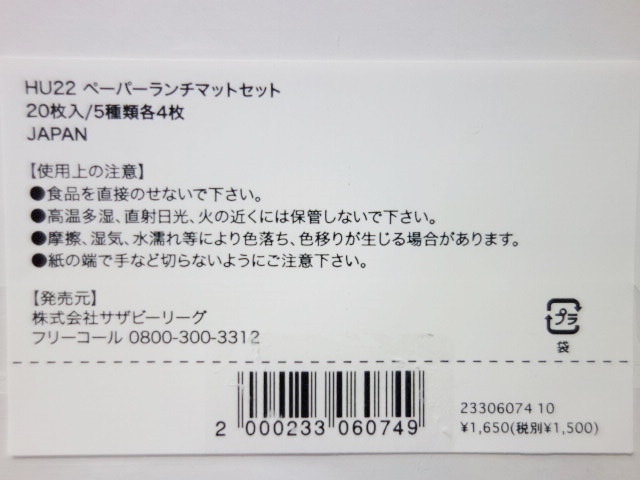 HU22 ペーパーランチマットセット
20枚入/5種類各4枚
JAPAN
【使用上の注意】
●食品を直接のせないで下さい。
●高温多湿、直射日光、火の近くには保管しないで下さい。
●摩擦、湿気、水濡れ等により色落ち、色移りが生じる場合があります。
●紙の端で手など切らないようにご注意下さい。
【発売元】
株式会社サザビーリーグ
フリーコール 0800-300-3312
プラ
袋
2 000233 060749
23306074 10
¥1,650(税別¥1,500)